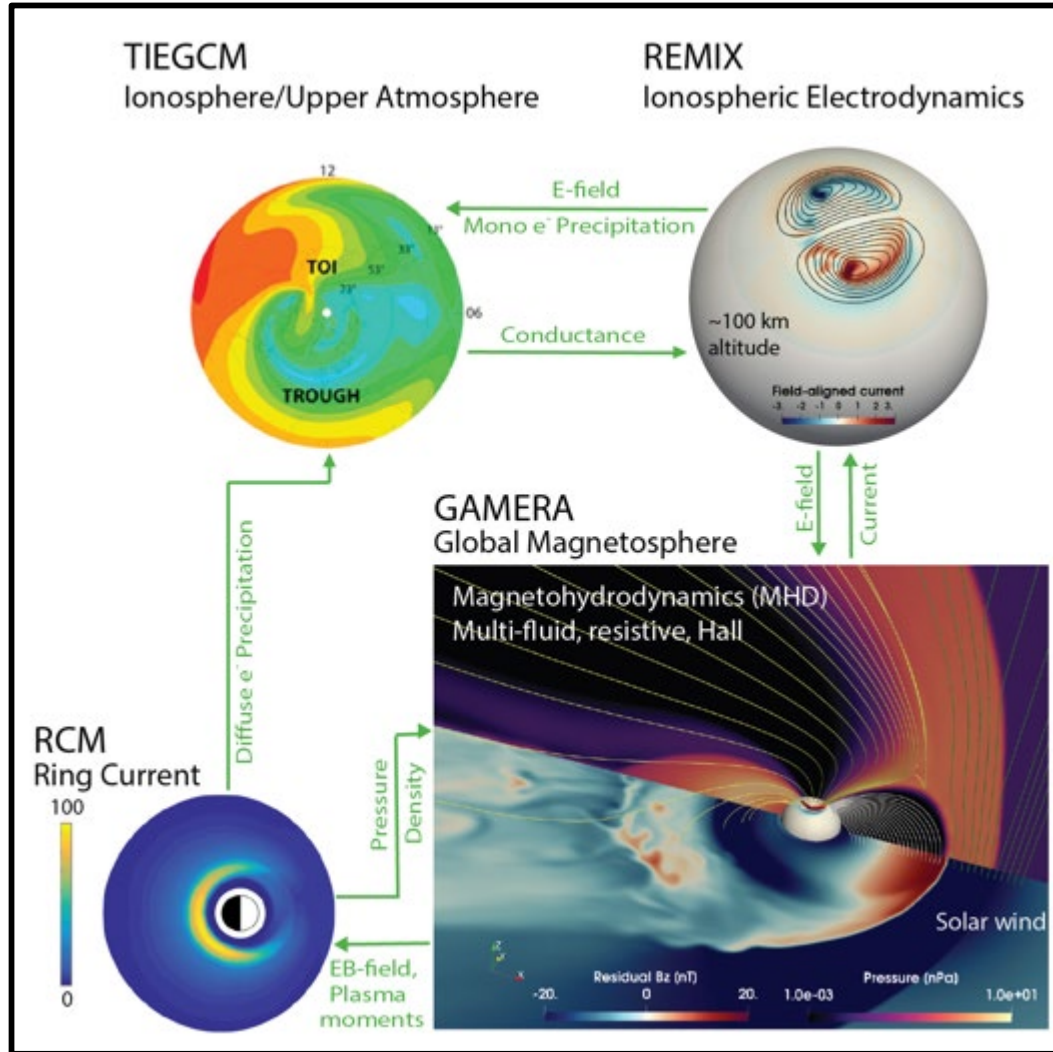 TIEGCM
Ionosphere/Upper Atmosphere
REMIX
Ionospheric Electrodynamics
12
E-field
Mono e⁻ Precipitation
33°
53°
73°
TOI
06
Conductance
TROUGH
~100 km
altitude
Field-aligned current
-3. -2 -1 0 1 2 3.
E-field
Current
GAMERA
Global Magnetosphere
Magnetohydrodynamics (MHD)
Multi-fluid, resistive, Hall
Diffuse e⁻ Precipitation
RCM
Ring Current
100
0
Pressure
Density
EB-field,
Plasma
moments
Solar wind
Z
X
Residual Bz (nT)
-20. 0 20.
Pressure (nPa)
1.0e-03 1.0e+01